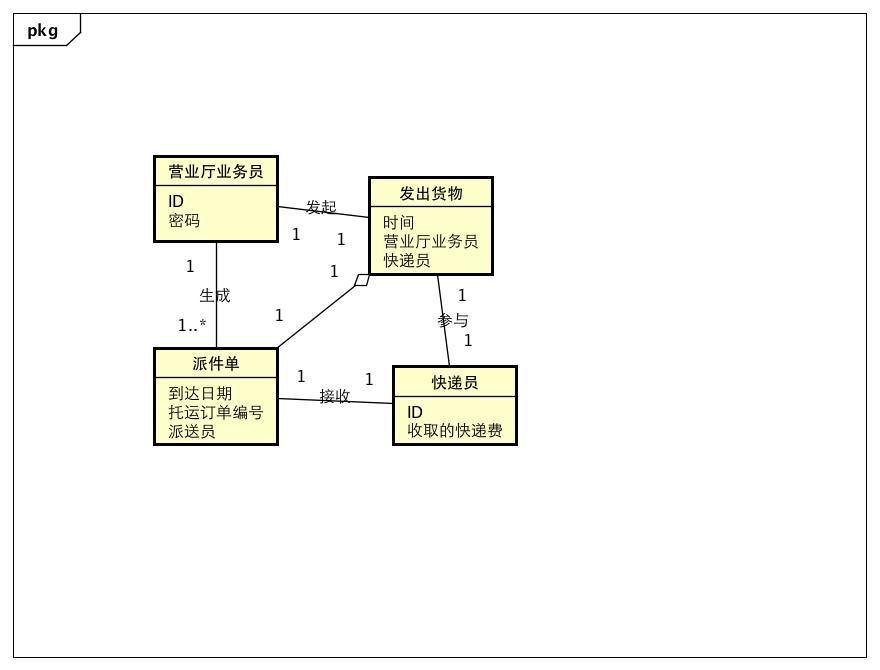 pkg
营业厅业务员
ID
密码
发起
1
1
发出货物
时间
营业厅业务员
快递员
1
生成
1..*
1
1
1
参与
1
派件单
到达日期
托运订单编号
派送员
1
接收
1
快递员
ID
收取的快递费